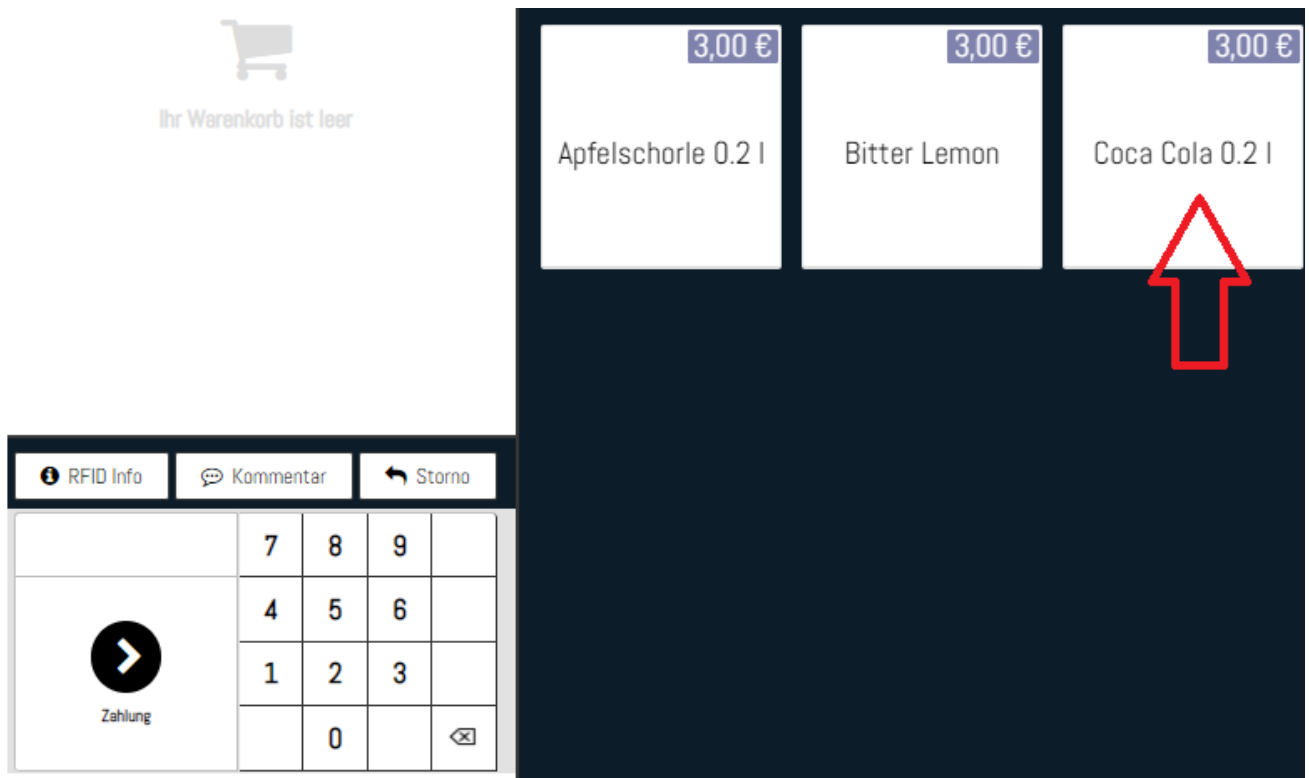 Ihr Warenkorb ist leer
3,00 €
Apfelschorle 0.2 l
3,00 €
Bitter Lemon
3,00 €
Coca Cola 0.2 l
RFID Info
Kommentar
Storno
7 8 9
4 5 6
1 2 3
Zahlung
0